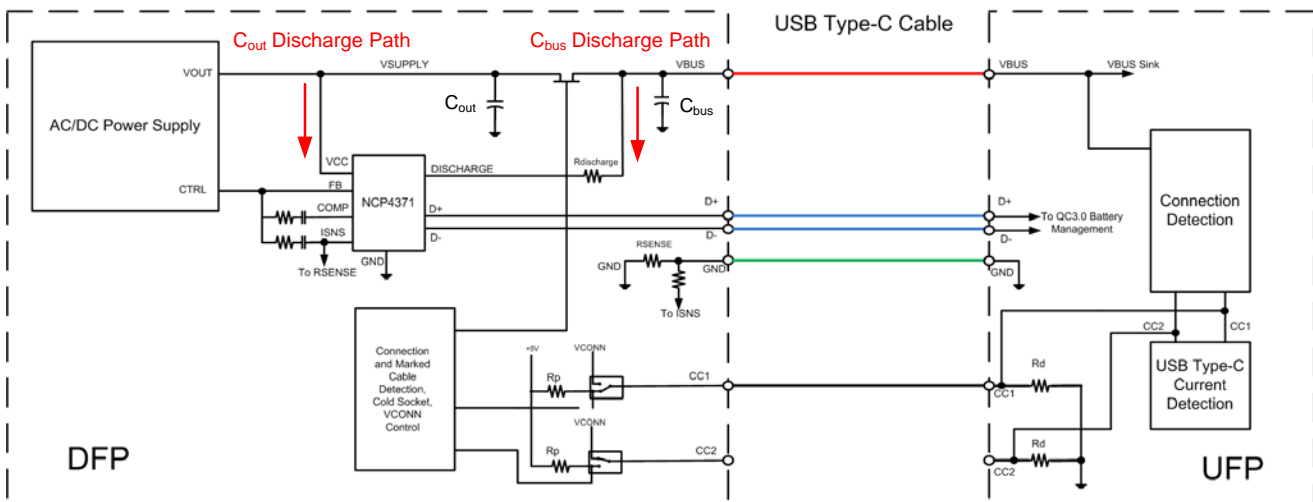 USB Type-C Cable
Cout Discharge Path
Cbus Discharge Path
VOUT
VSUPPLY
VBUS
VBUS
VBUS Sink
Cout
Cbus
AC/DC Power Supply
VCC
DISCHARGE
Rdischarge
CTRL
FB
NCP4371
COMP
D+
D+
D+
Connection
Detection
ISNS
D-
D-
D-
To QC3.0 Battery
Management
To RSENSE
GND
RSENSE
GND
GND
GND
To ISNS
CC2
CC1
Connection
and Marked
Cable
Detection,
Cold Socket,
VCONN
Control
+5V
VCONN
Rp
CC1
CC1
Rd
USB Type-C
Current
Detection
VCONN
Rp
CC2
CC2
Rd
DFP
UFP